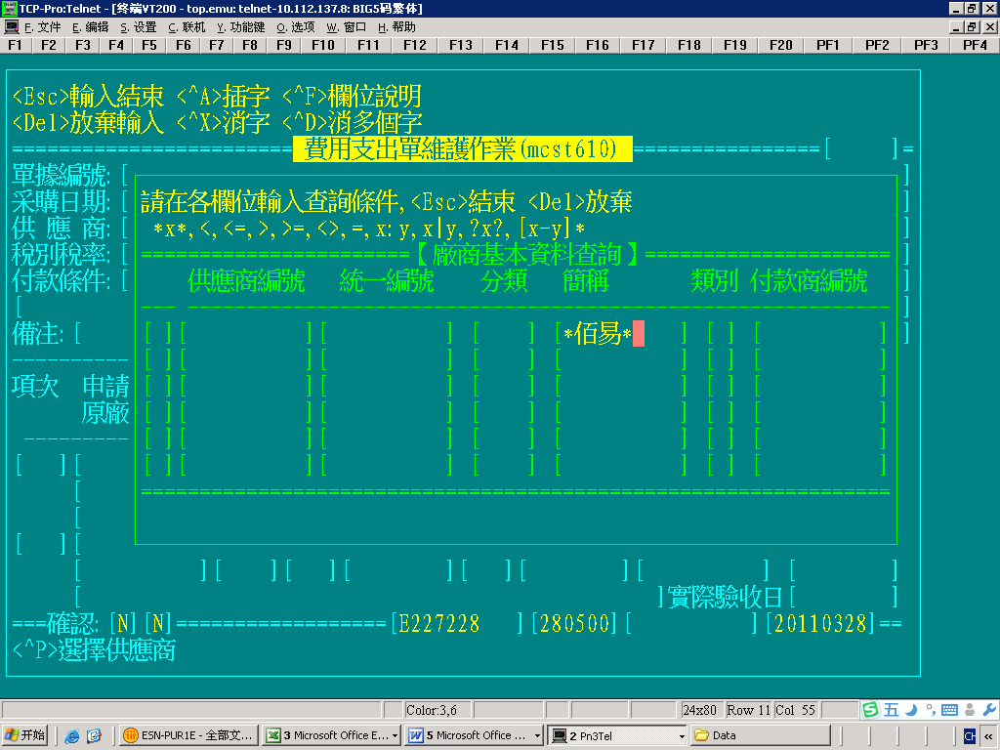 TCP-Pro:Telnet - [终端VT200 - top.emu: telnet-10.112.137.8: BIG5码繁体]
E. 文件 E. 编辑 S. 设置 C. 联机 Y. 功能键 O. 选项 W. 窗口 H. 帮助
F1 F2 F3 F4 F5 F6 F7 F8 F9 F10 F11 F12 F13 F14 F15 F16 F17 F18 F19 F20 PF1 PF2 PF3 PF4
<Esc>輸入結束 <^A>插字 <^F>欄位說明
<Del>放棄輸入 <^X>消字 <^D>消多個字
========================費用支出單維護作業(mcst610)================[ ]=
單據編號: [ ]
采購日期: [ 請在各欄位輸入查詢條件,<Esc>結束 <Del>放棄 ]
供 應 商: [ *x*,<,<=,>,>=,<>,=,x:y,x|y,?x?,[x-y]* ]
稅別稅率: [ =======================【廠商基本資料查詢】===================== ]
付款條件: [ 供應商編號 統一編號 分類 簡稱 類別 付款商編號 ]
[ --- ------------------------------------------------------------ ]
備注: [ [ ][ ][ ] [ ] [*佰易* ] [ ] [ ] ]
----------[ ][ ][ ] [ ] [ ] [ ] [ ]
項次 申請 [ ][ ][ ] [ ] [ ] [ ] [ ]
原廠 [ ][ ][ ] [ ] [ ] [ ] [ ]
--------- [ ][ ][ ] [ ] [ ] [ ] [ ]
[ ][ [ ][ ][ ] [ ] [ ] [ ] [ ]
[ ================================================================
[
[ ][
[ ][ ][ ][ ][ ][ ][ ] [ ]
[ ]實際驗收日[ ]
===確認: [N][N]==================[E227228 ][280500][ ][20110328]==
<^P>選擇供應商
Color:3,6 24x80 Row 11 Col 55 五
开始 ESN-PUR1E - 全部文... 3 Microsoft Office E... 5 Microsoft Office ... 2 Pn3Tel Data CH «